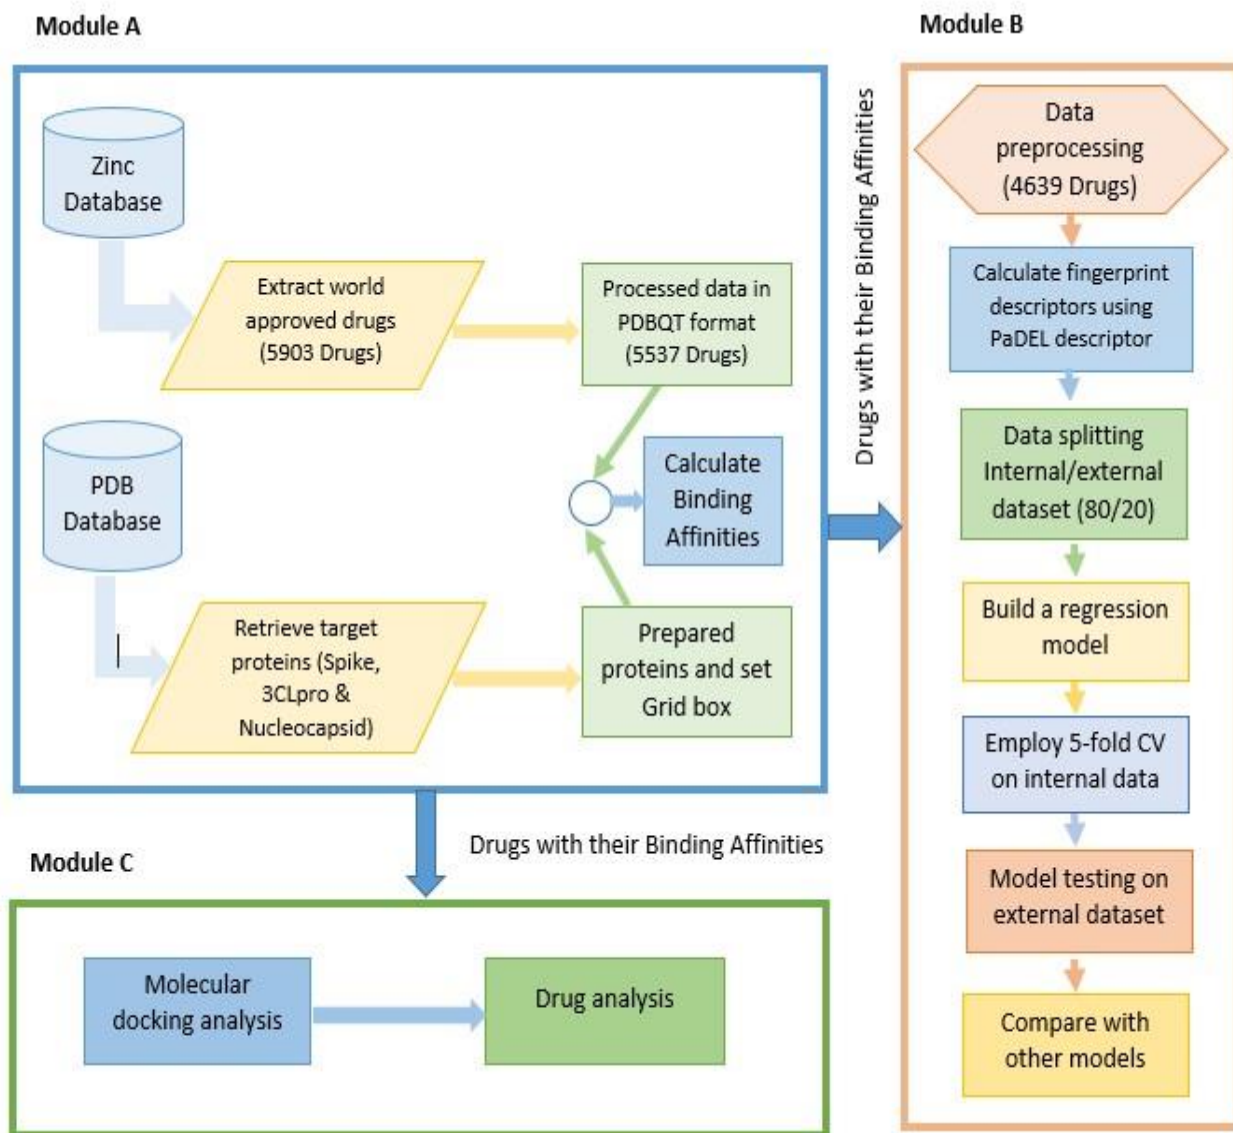 Module A
Zinc
Database
Extract world
approved drugs
(5903 Drugs)
Processed data in
PDBQT format
(5537 Drugs)
PDB
Database
Calculate
Binding
Affinities
Retrieve target
proteins (Spike,
3CLpro &
Nucleocapsid)
Prepared
proteins and set
Grid box
Drugs with their Binding Affinities
Module B
Data
preprocessing
(4639 Drugs)
Calculate fingerprint
descriptors using
PaDEL descriptor
Data splitting
Internal/external
dataset (80/20)
Build a regression
model
Employ 5-fold CV
on internal data
Model testing on
external dataset
Compare with
other models
Drugs with their Binding Affinities
Module C
Molecular
docking analysis
Drug analysis